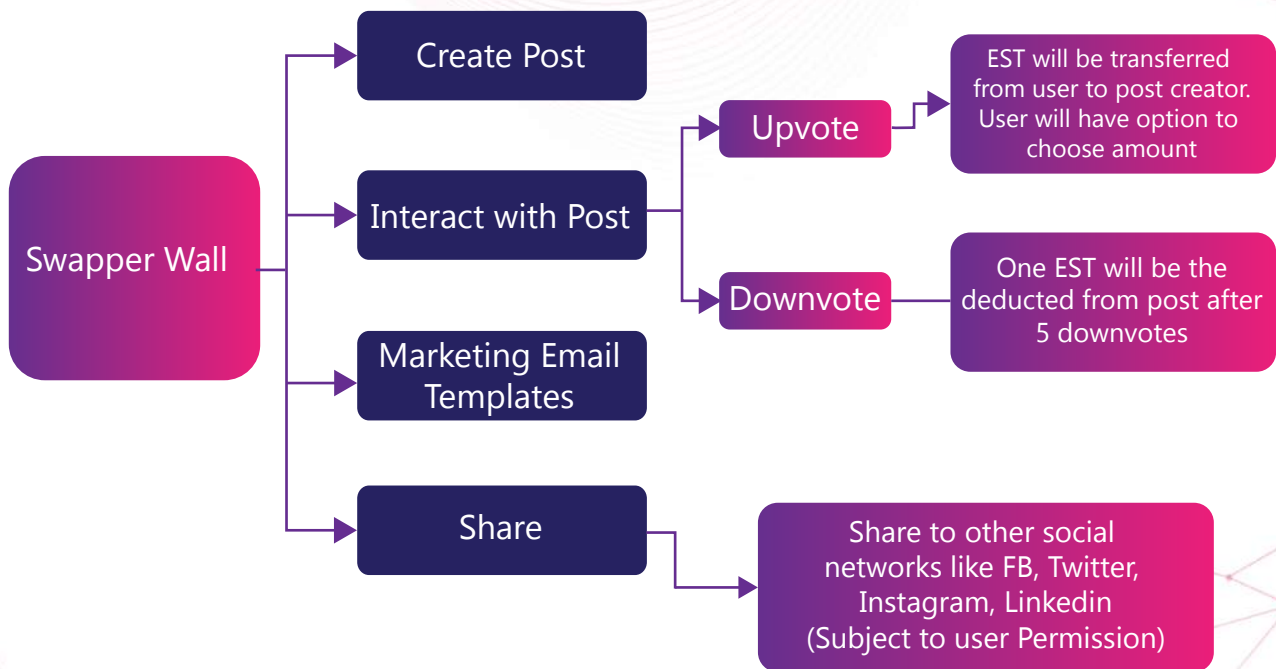 Swapper Wall
Create Post
Interact with Post
Upvote
EST will be transferred
from user to post creator.
User will have option to
choose amount
Downvote
One EST will be the
deducted from post after
5 downvotes
Marketing Email
Templates
Share
Share to other social
networks like FB, Twitter,
Instagram, Linkedin
(Subject to user Permission)